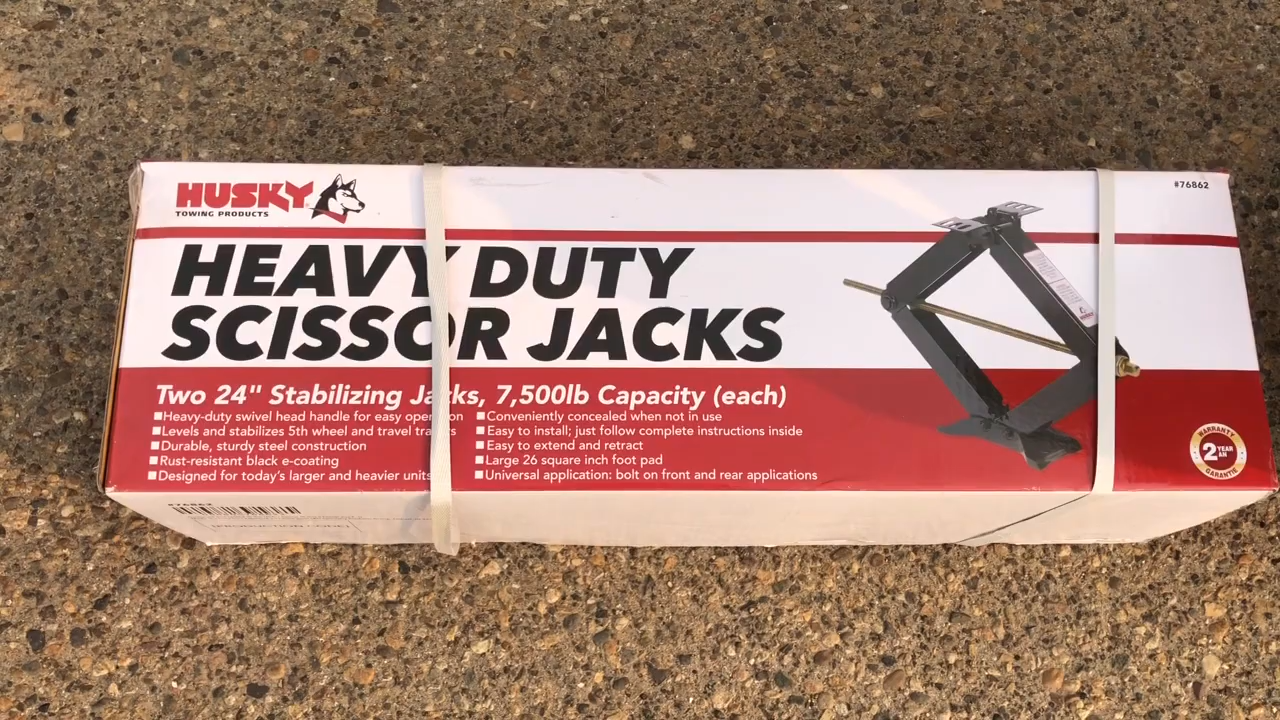 HUSKY
TOWING PRODUCTS
#76862
HEAVY DUTY
SCISSOR JACKS
Two 24" Stabilizing Jacks, 7,500lb Capacity (each)
Heavy-duty swivel head handle for easy operation
Levels and stabilizes 5th wheel and travel trailers
Durable, sturdy steel construction
Rust-resistant black e-coating
Designed for today's larger and heavier units
Conveniently concealed when not in use
Easy to install; just follow complete instructions inside
Easy to extend and retract
Large 26 square inch foot pad
Universal application: bolt on front and rear applications
WARRANTY
2 YEAR
AN
GARANTIE
#76862
[PRODUCTION CODE]